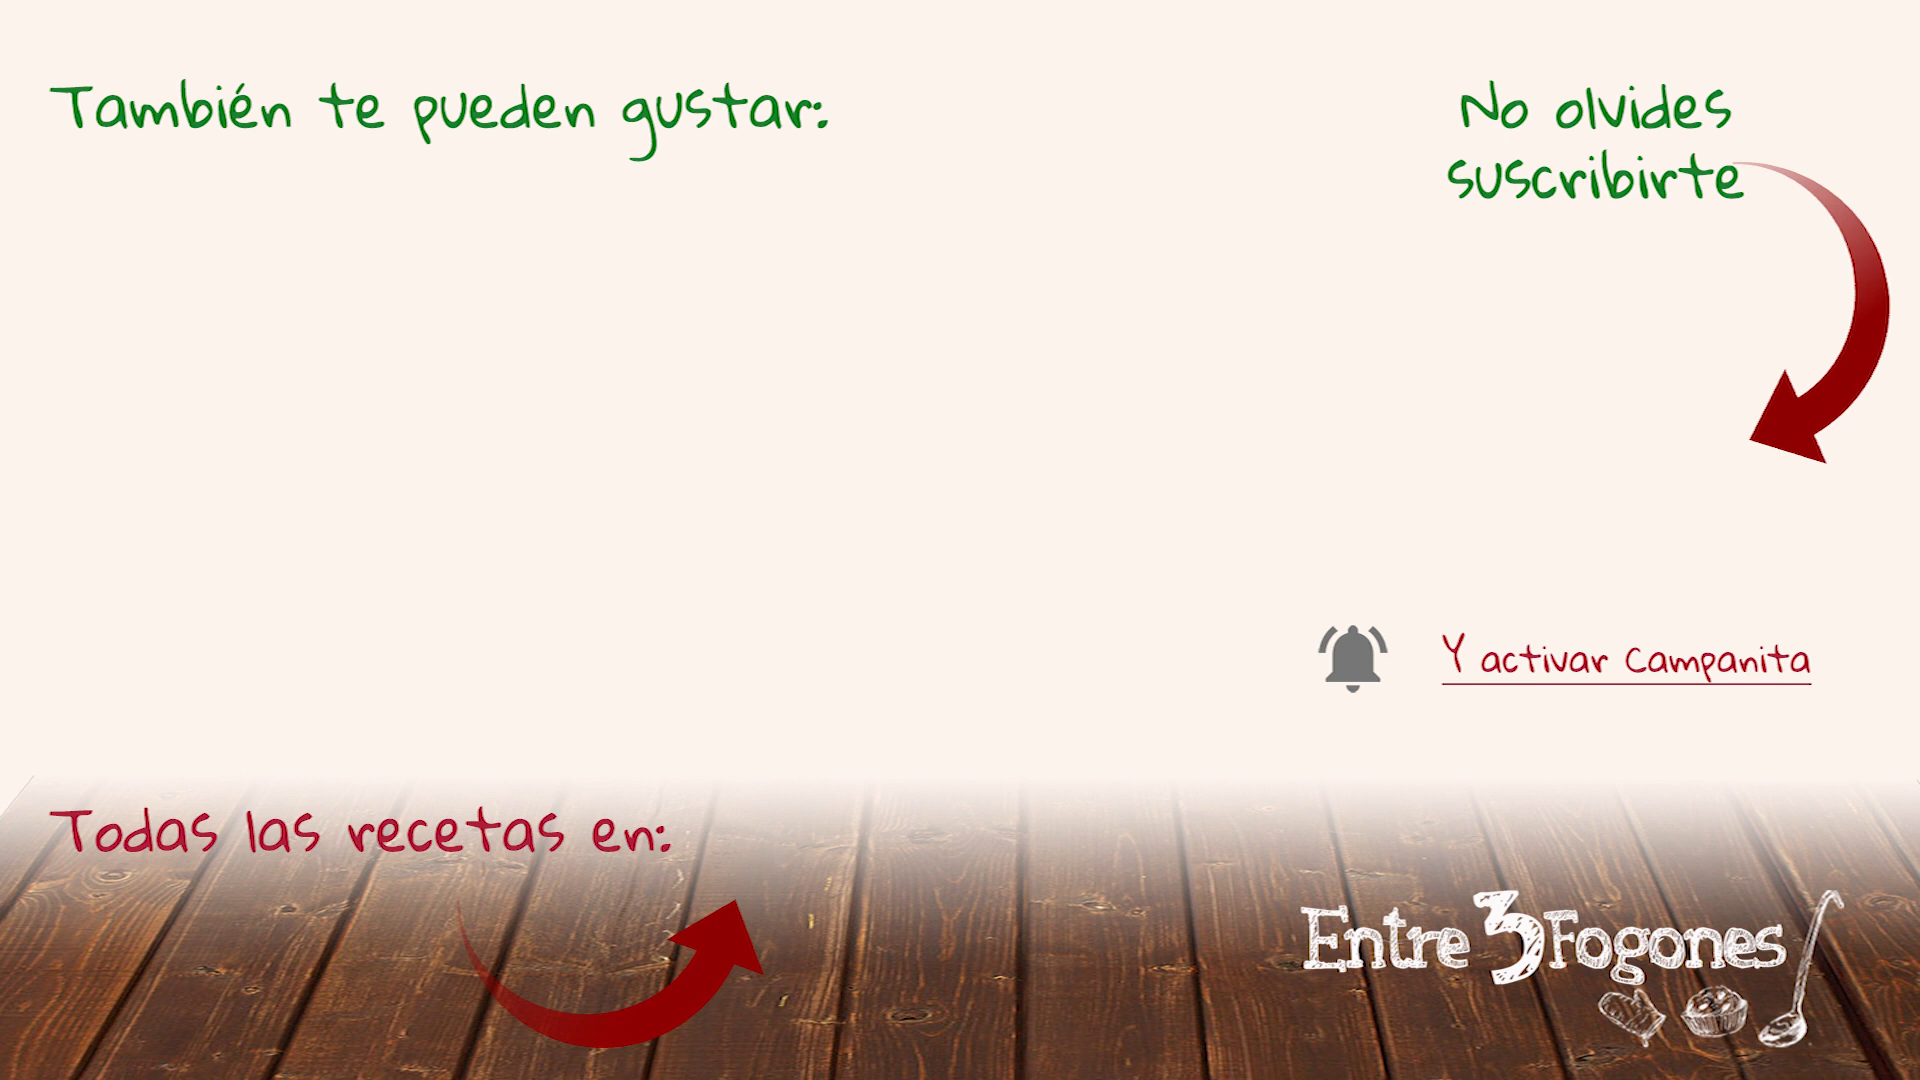 También te pueden gustar:
No olvides
suscribirte
Y activar Campanita
Todas las recetas en:
Entre 3 Fogones